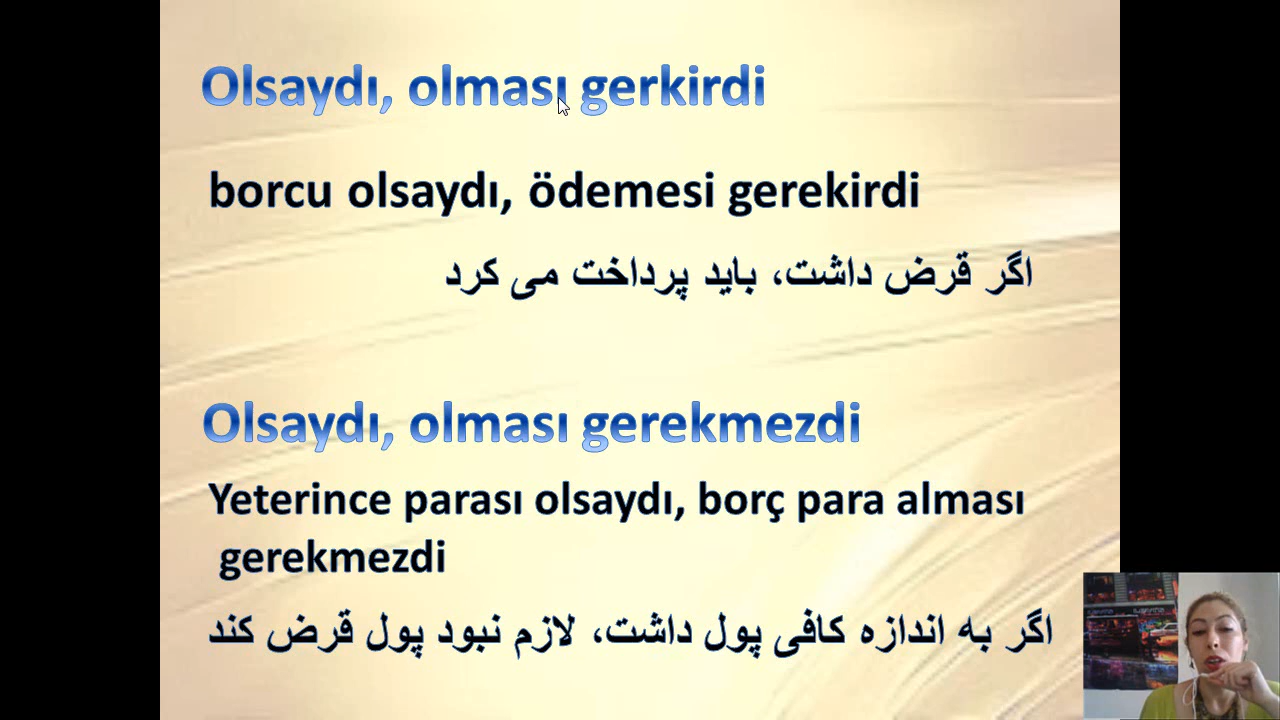 Olsaydı, olması gerkirdi
borcu olsaydı, ödemesi gerekirdi
اگر قرض داشت، باید پرداخت می کرد
Olsaydı, olması gerekmezdi
Yeterince parası olsaydı, borç para alması
gerekmezdi
اگر به اندازه کافی پول داشت، لازم نبود پول قرض کند